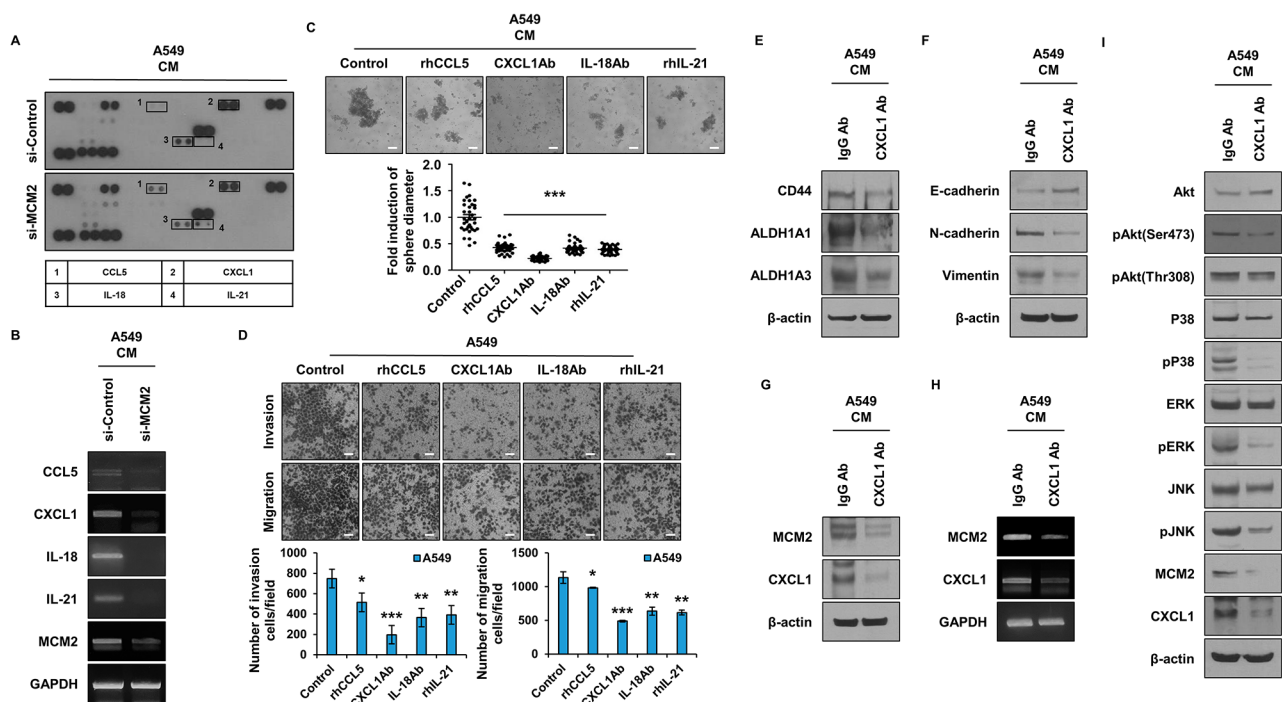 A
A549
CM
si-Control
si-MCM2
1
2
3
4
1
2
3
4
1 CCL5 2 CXCL1
3 IL-18 4 IL-21
B
A549
CM
si-Control
si-MCM2
CCL5
CXCL1
IL-18
IL-21
MCM2
GAPDH
C
A549
CM
Control rhCCL5 CXCL1Ab IL-18Ab rhIL-21
Fold induction of
sphere diameter
2.0
1.5
1.0
0.5
0.0
***
Control rhCCL5 CXCL1Ab IL-18Ab rhIL-21
D
A549
Control rhCCL5 CXCL1Ab IL-18Ab rhIL-21
Invasion
Migration
Number of invasion
cells/field
1000
800
600
400
200
0
A549
* *** ** **
Control rhCCL5 CXCL1Ab IL-18Ab rhIL-21
Number of migration
cells/field
1500
1000
500
0
A549
* *** ** **
Control rhCCL5 CXCL1Ab IL-18Ab rhIL-21
E
A549
CM
IgG Ab
CXCL1 Ab
CD44
ALDH1A1
ALDH1A3
β-actin
F
A549
CM
IgG Ab
CXCL1 Ab
E-cadherin
N-cadherin
Vimentin
β-actin
G
A549
CM
IgG Ab
CXCL1 Ab
MCM2
CXCL1
β-actin
H
A549
CM
IgG Ab
CXCL1 Ab
MCM2
CXCL1
GAPDH
I
A549
CM
IgG Ab
CXCL1 Ab
Akt
pAkt(Ser473)
pAkt(Thr308)
P38
pP38
ERK
pERK
JNK
pJNK
MCM2
CXCL1
β-actin